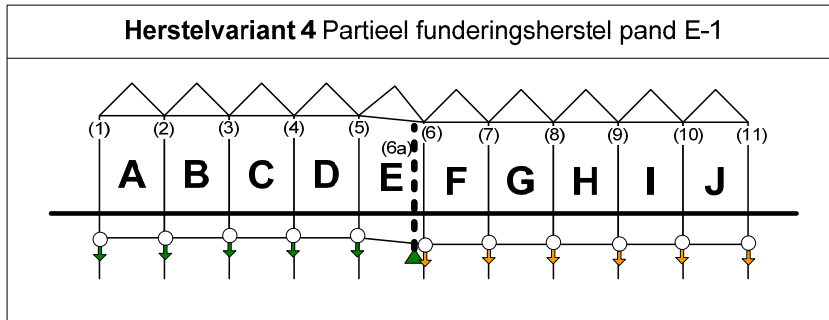 Herstelvariant 4 Partieel funderingsherstel pand E-1
(1) (2) (3) (4) (5) (6) (7) (8) (9) (10) (11)
(6a)
A B C D E F G H I J